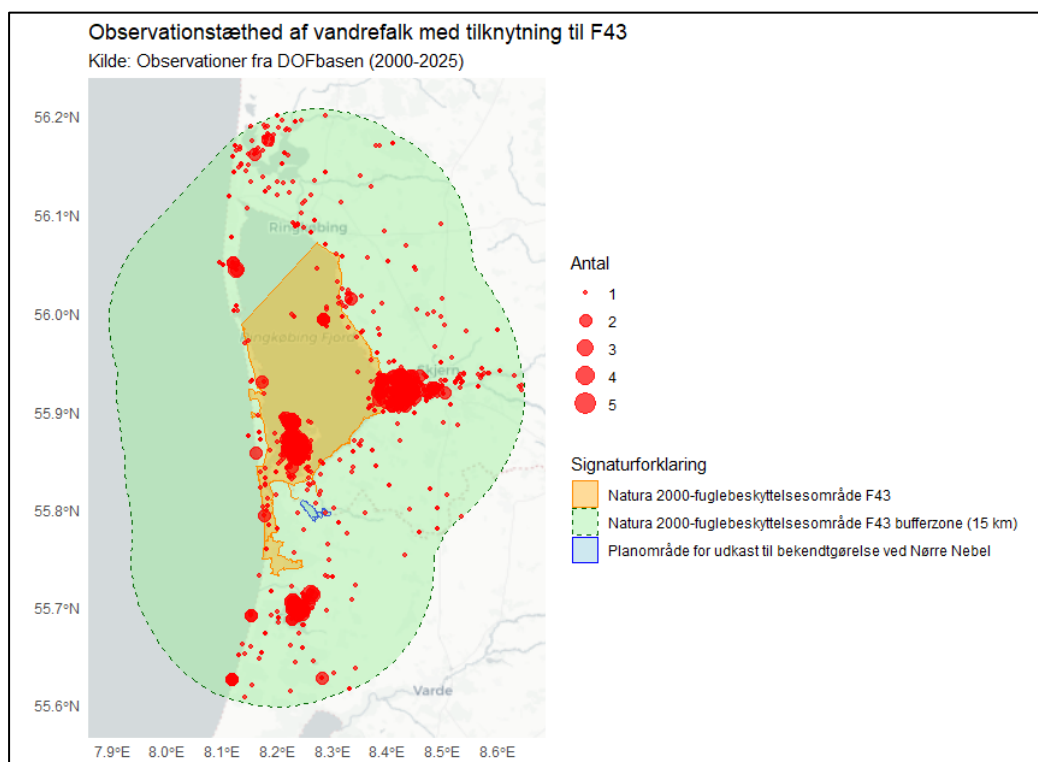 Observationstæthed af vandrefalk med tilknytning til F43
Kilde: Observationer fra DOFbasen (2000-2025)
56.2°N
56.1°N
56.0°N
55.9°N
55.8°N
55.7°N
55.6°N
Ringkøbing
Ringkøbing Fjord
Skjern
Varde
7.9°E 8.0°E 8.1°E 8.2°E 8.3°E 8.4°E 8.5°E 8.6°E
Antal
1
2
3
4
5
Signaturforklaring
Natura 2000-fuglebeskyttelsesområde F43
Natura 2000-fuglebeskyttelsesområde F43 bufferzone (15 km)
Planområde for udkast til bekendtgørelse ved Nørre Nebel